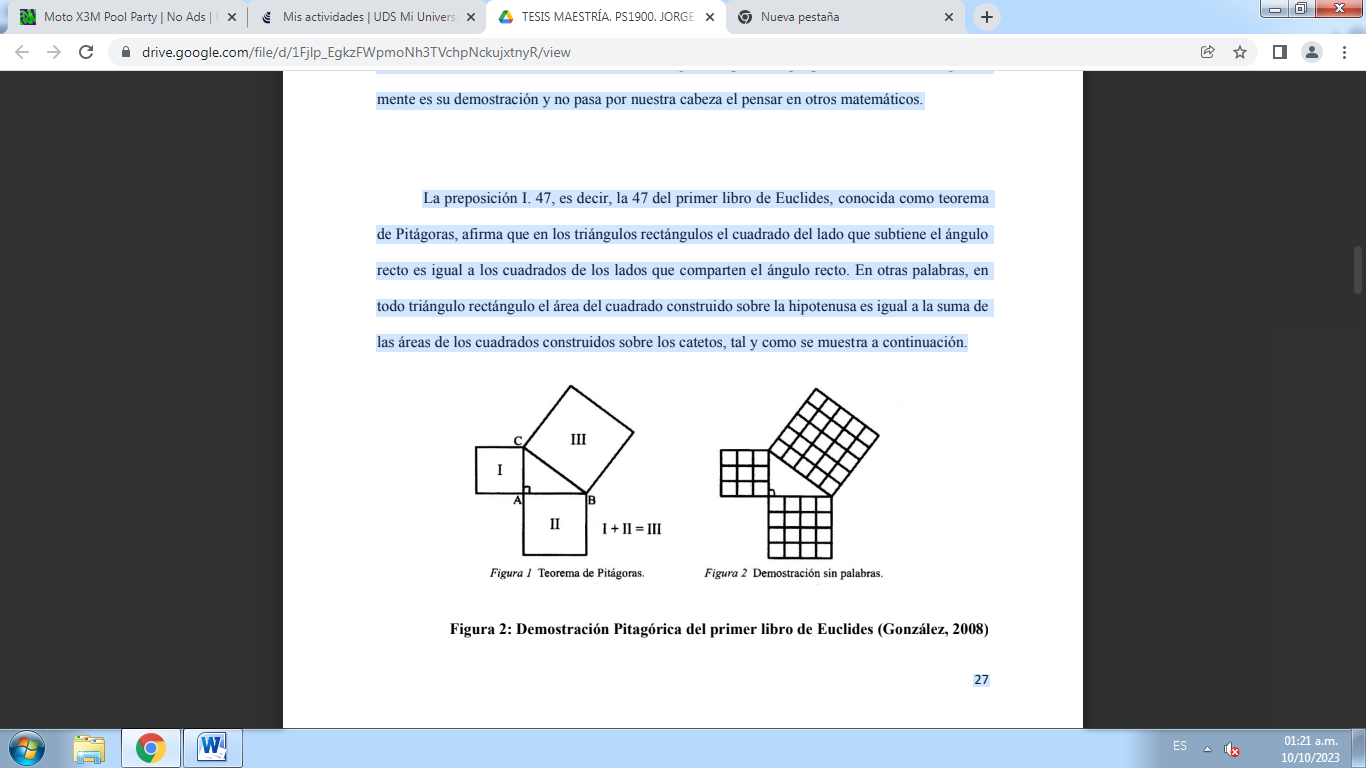 Moto X3M Pool Party | No Ads |
Mis actividades | UDS Mi Univers
TESIS MAESTRÍA. PS1900. JORGE
Nueva pestaña
drive.google.com/file/d/1FjIp_EgkzFWpmoNh3TVchpNckujxtnyR/view
mente es su demostración y no pasa por nuestra cabeza el pensar en otros matemáticos.
La preposición I. 47, es decir, la 47 del primer libro de Euclides, conocida como teorema
de Pitágoras, afirma que en los triángulos rectángulos el cuadrado del lado que subtiene el ángulo
recto es igual a los cuadrados de los lados que comparten el ángulo recto. En otras palabras, en
todo triángulo rectángulo el área del cuadrado construido sobre la hipotenusa es igual a la suma de
las áreas de los cuadrados construidos sobre los catetos, tal y como se muestra a continuación.
C
III
I
A
B
II
I + II = III
Figura 1 Teorema de Pitágoras.
Figura 2 Demostración sin palabras.
Figura 2: Demostración Pitagórica del primer libro de Euclides (González, 2008)
27
ES
01:21 a.m.
10/10/2023